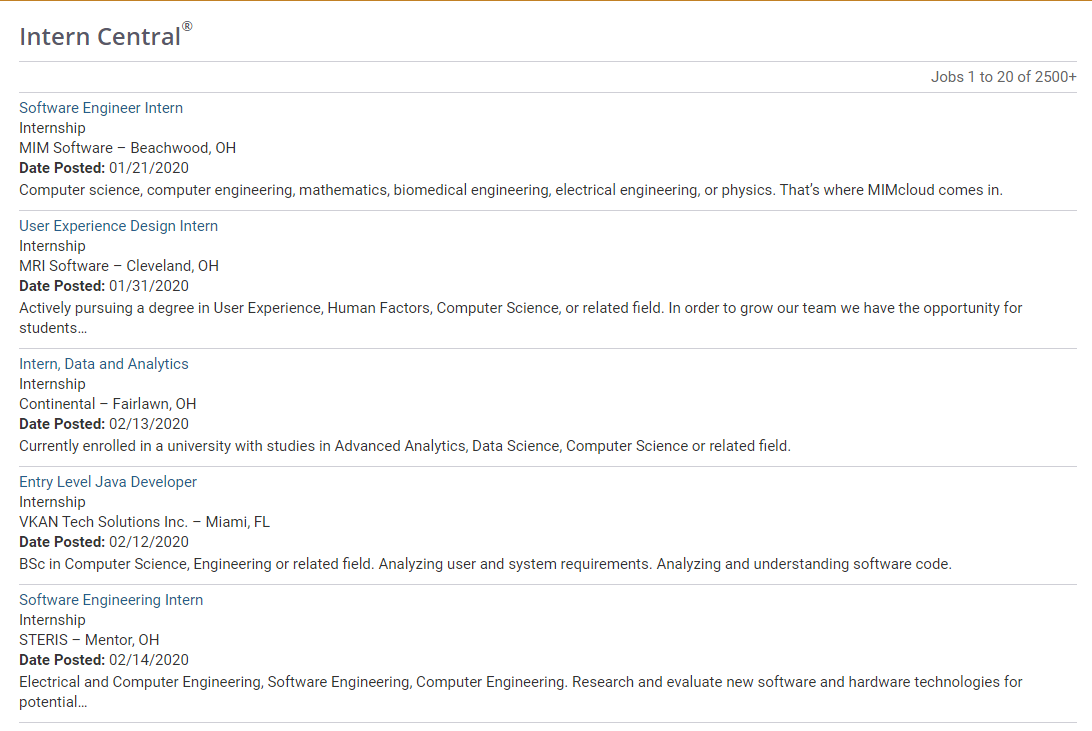 Intern Central®
Jobs 1 to 20 of 2500+
Software Engineer Intern
Internship
MIM Software – Beachwood, OH
Date Posted: 01/21/2020
Computer science, computer engineering, mathematics, biomedical engineering, electrical engineering, or physics. That's where MIMcloud comes in.
User Experience Design Intern
Internship
MRI Software – Cleveland, OH
Date Posted: 01/31/2020
Actively pursuing a degree in User Experience, Human Factors, Computer Science, or related field. In order to grow our team we have the opportunity for
students…
Intern, Data and Analytics
Internship
Continental – Fairlawn, OH
Date Posted: 02/13/2020
Currently enrolled in a university with studies in Advanced Analytics, Data Science, Computer Science or related field.
Entry Level Java Developer
Internship
VKAN Tech Solutions Inc. – Miami, FL
Date Posted: 02/12/2020
BSc in Computer Science, Engineering or related field. Analyzing user and system requirements. Analyzing and understanding software code.
Software Engineering Intern
Internship
STERIS – Mentor, OH
Date Posted: 02/14/2020
Electrical and Computer Engineering, Software Engineering, Computer Engineering. Research and evaluate new software and hardware technologies for
potential…